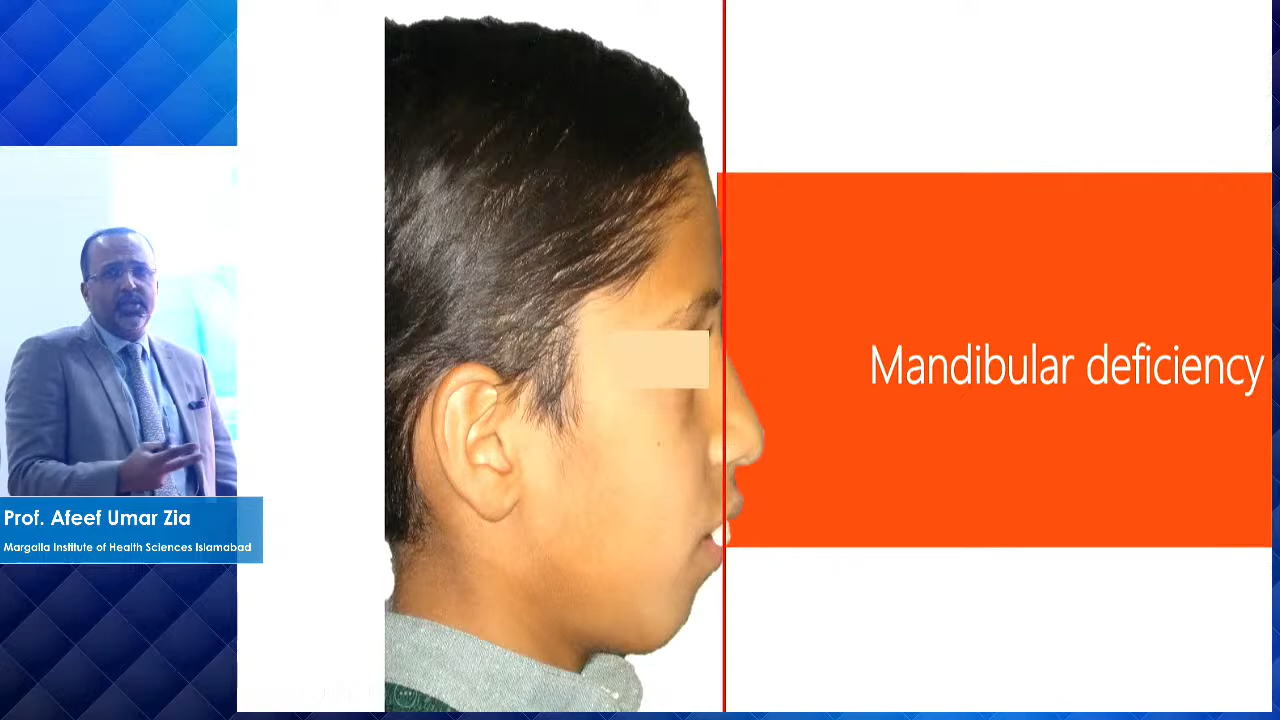 Mandibular deficiency
Prof. Afeef Umar Zia
Margalla Institute of Health Sciences Islamabad